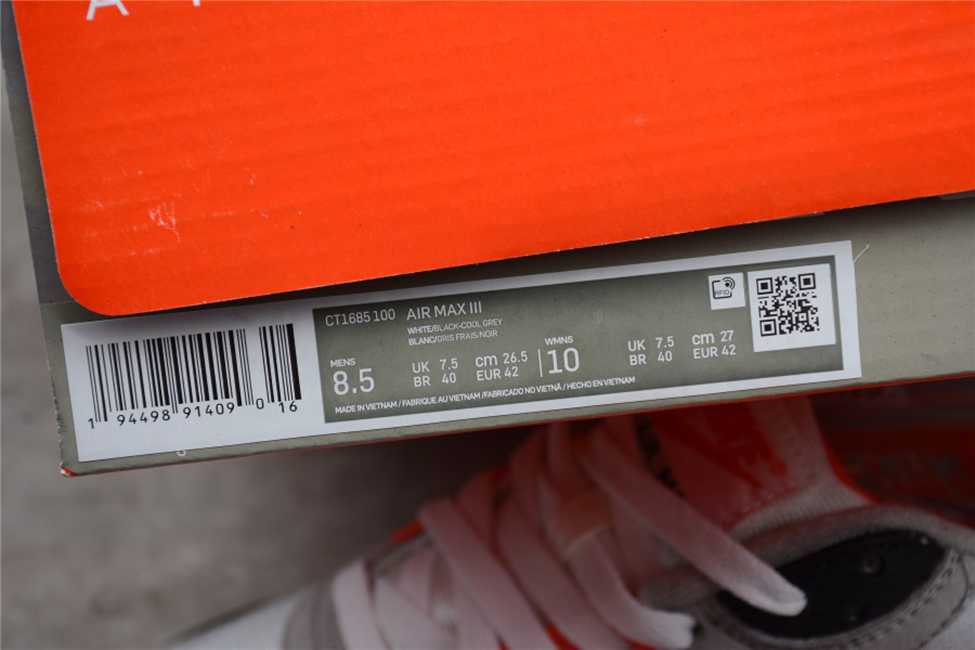 A
CT1685 100 AIR MAX III
WHITE/BLACK-COOL GREY
BLANC/GRIS FRAIS/NOIR
MENS
8.5
UK 7.5 cm 26.5
BR 40 EUR 42
WMNS
10
UK 7.5 cm 27
BR 40 EUR 42
MADE IN VIETNAM / FABRIQUE AU VIETNAM / FABRICADO NO VIETNÃ / HECHO EN VIETNAM
RFID
1 94498 91409 0 16